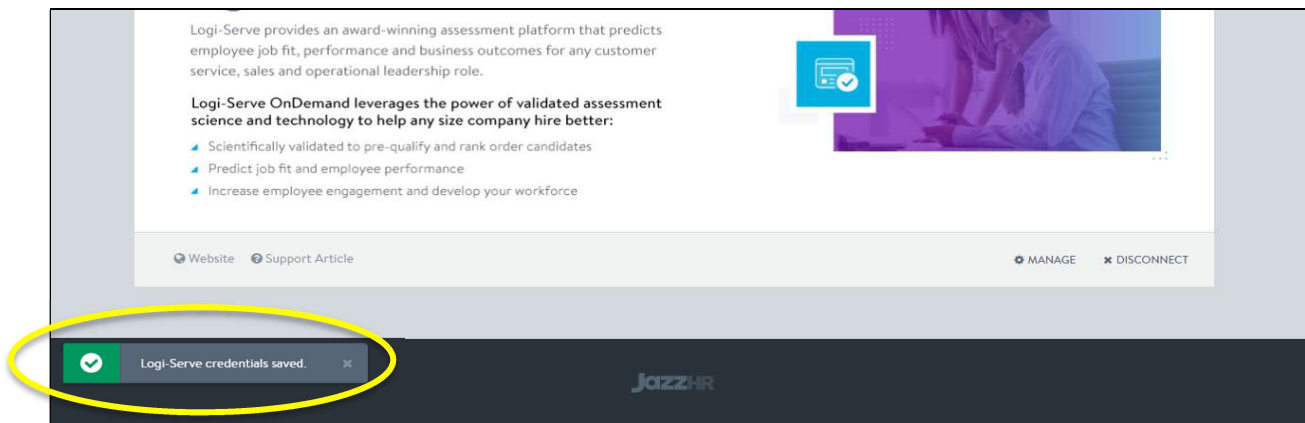 Logi-Serve provides an award-winning assessment platform that predicts
employee job fit, performance and business outcomes for any customer
service, sales and operational leadership role.
Logi-Serve OnDemand leverages the power of validated assessment
science and technology to help any size company hire better:
Scientifically validated to pre-qualify and rank order candidates
Predict job fit and employee performance
Increase employee engagement and develop your workforce
Website Support Article MANAGE DISCONNECT
Logi-Serve credentials saved.
JazzHR